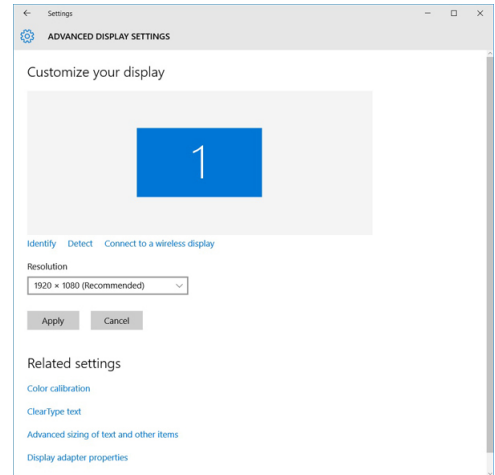 Settings
ADVANCED DISPLAY SETTINGS
Customize your display
1
Identify Detect Connect to a wireless display
Resolution
1920 × 1080 (Recommended)
Apply Cancel
Related settings
Color calibration
ClearType text
Advanced sizing of text and other items
Display adapter properties